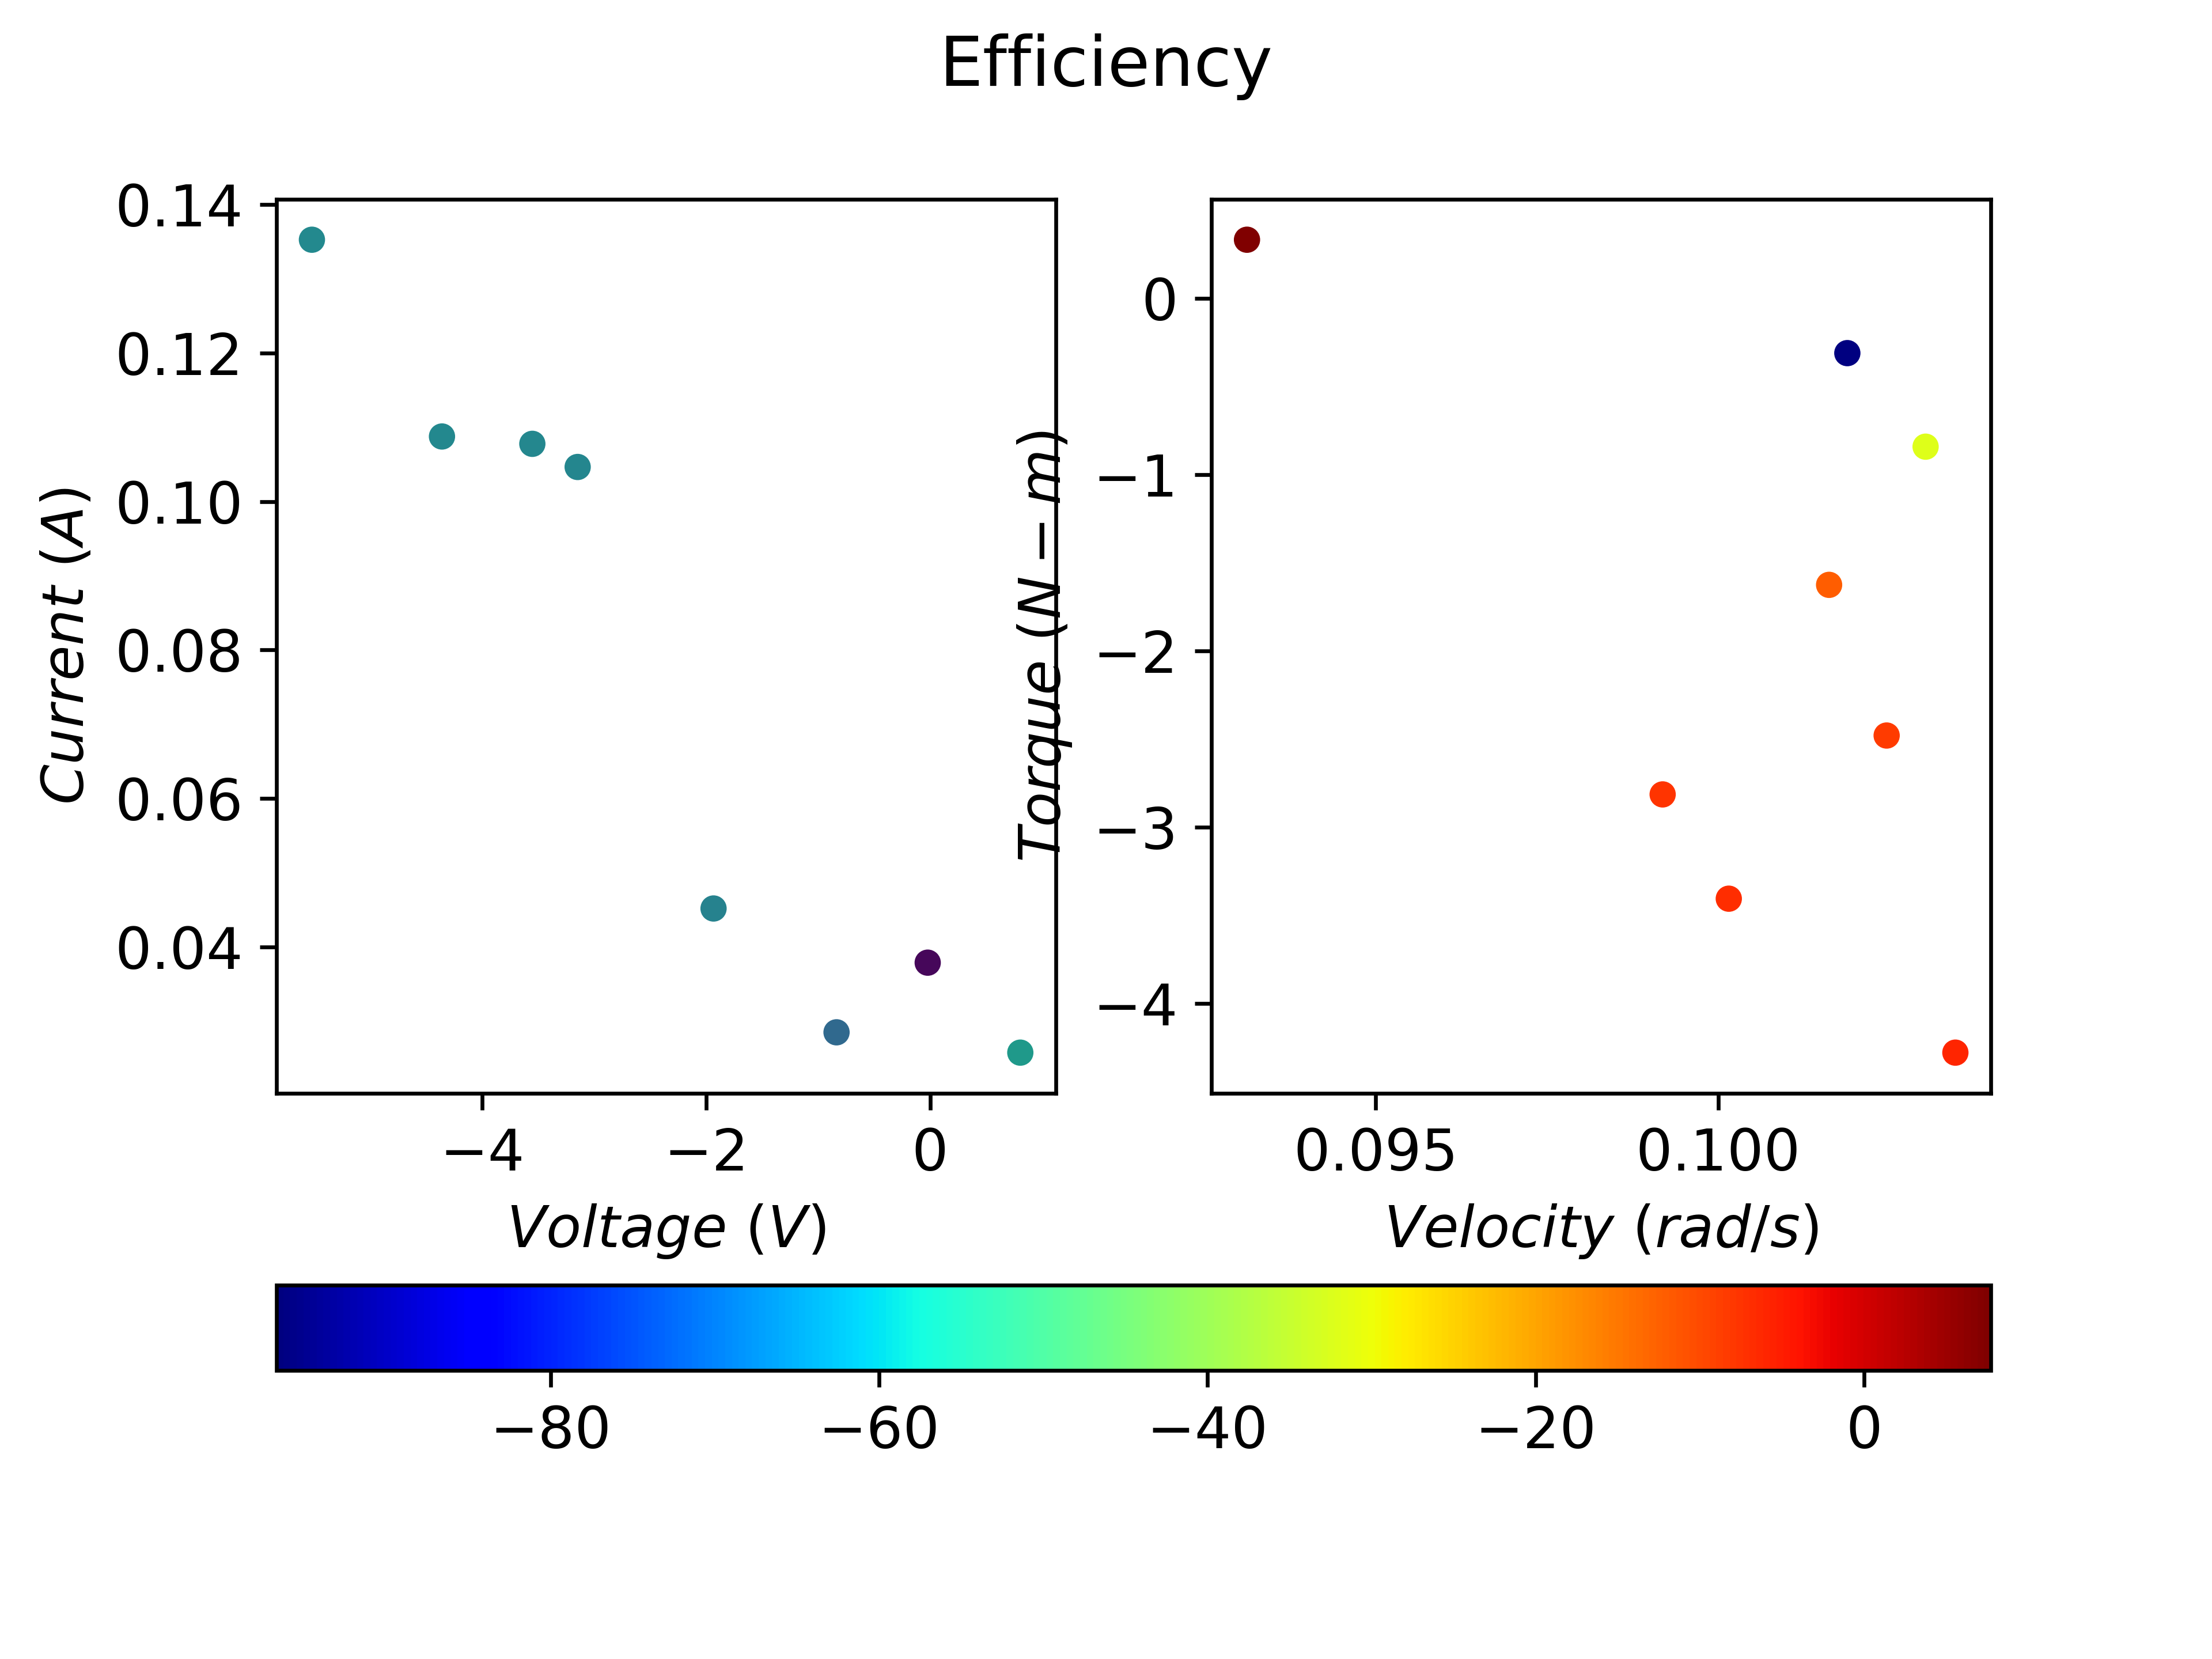 Efficiency
0.14
0.12
0.10
0.08
0.06
0.04
Current (A)
−4 −2 0
Voltage (V)
0
−1
−2
−3
−4
Torque (N − m)
0.095 0.100
Velocity (rad/s)
−80 −60 −40 −20 0